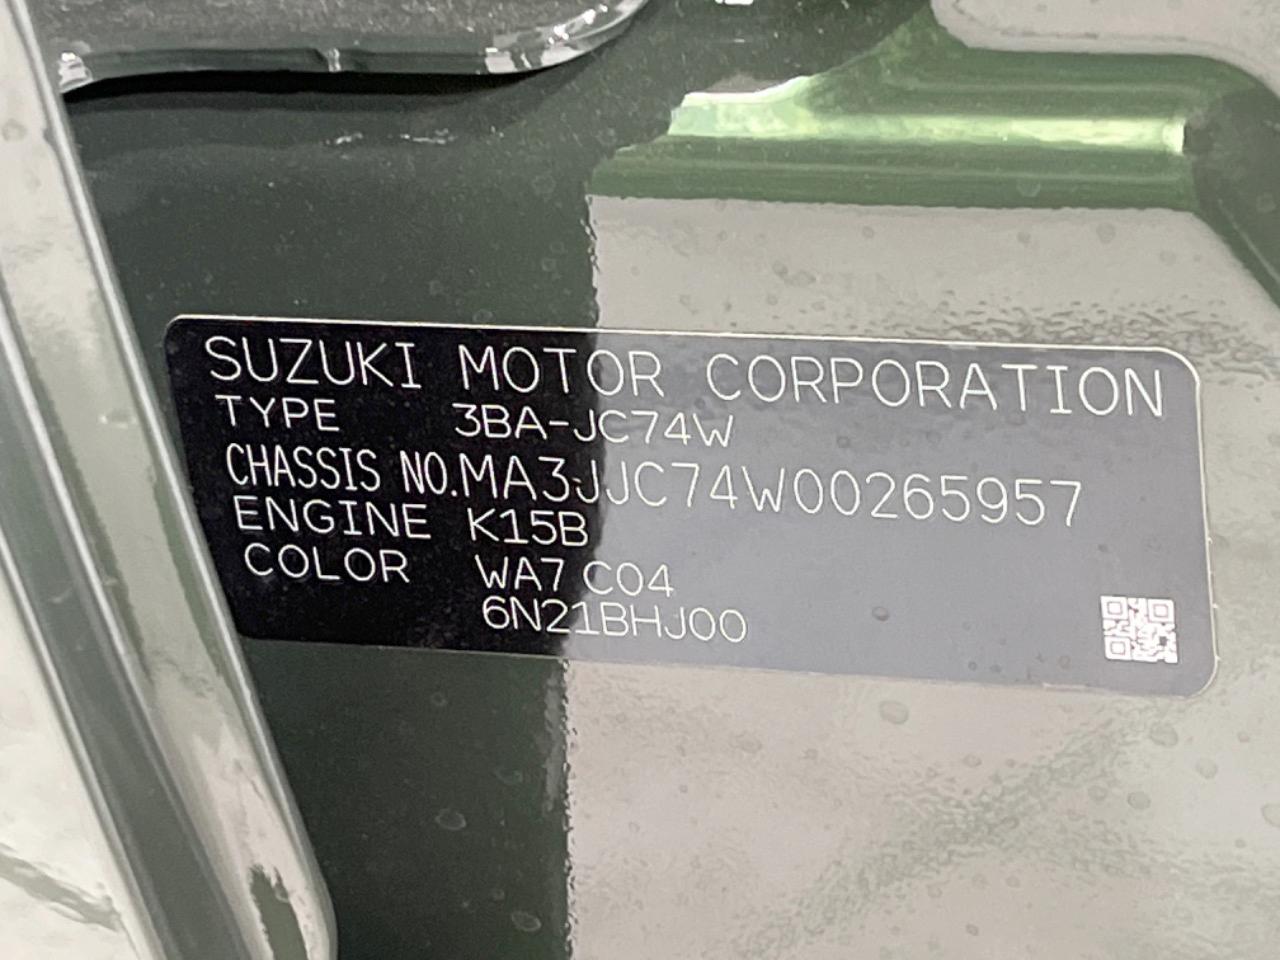 SUZUKI MOTOR CORPORATION
TYPE 3BA-JC74W
CHASSIS NO. MA3JJC74W00265957
ENGINE K15B
COLOR WA7 C04
6N21BHJ00